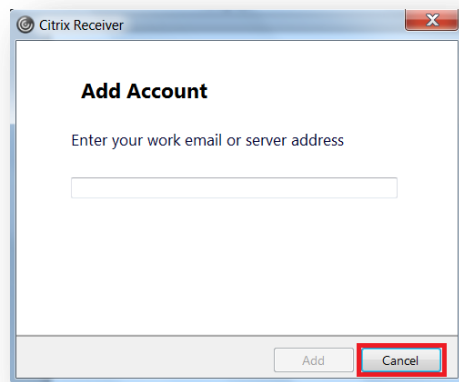 Citrix Receiver
Add Account
Enter your work email or server address
Add
Cancel